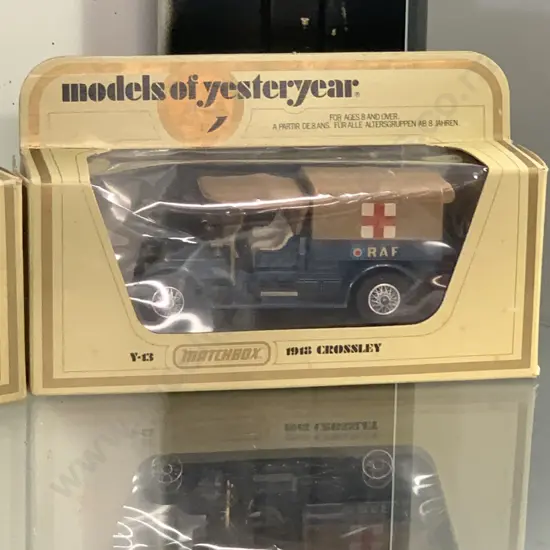 models of yesteryear®
FOR AGES 8 AND OVER.
A PARTIR DE 8 ANS. FÜR ALLE ALTERSGRUPPEN AB 8 JAHREN.
RAF
Y-13 MATCHBOX 1918 CROSSLEY